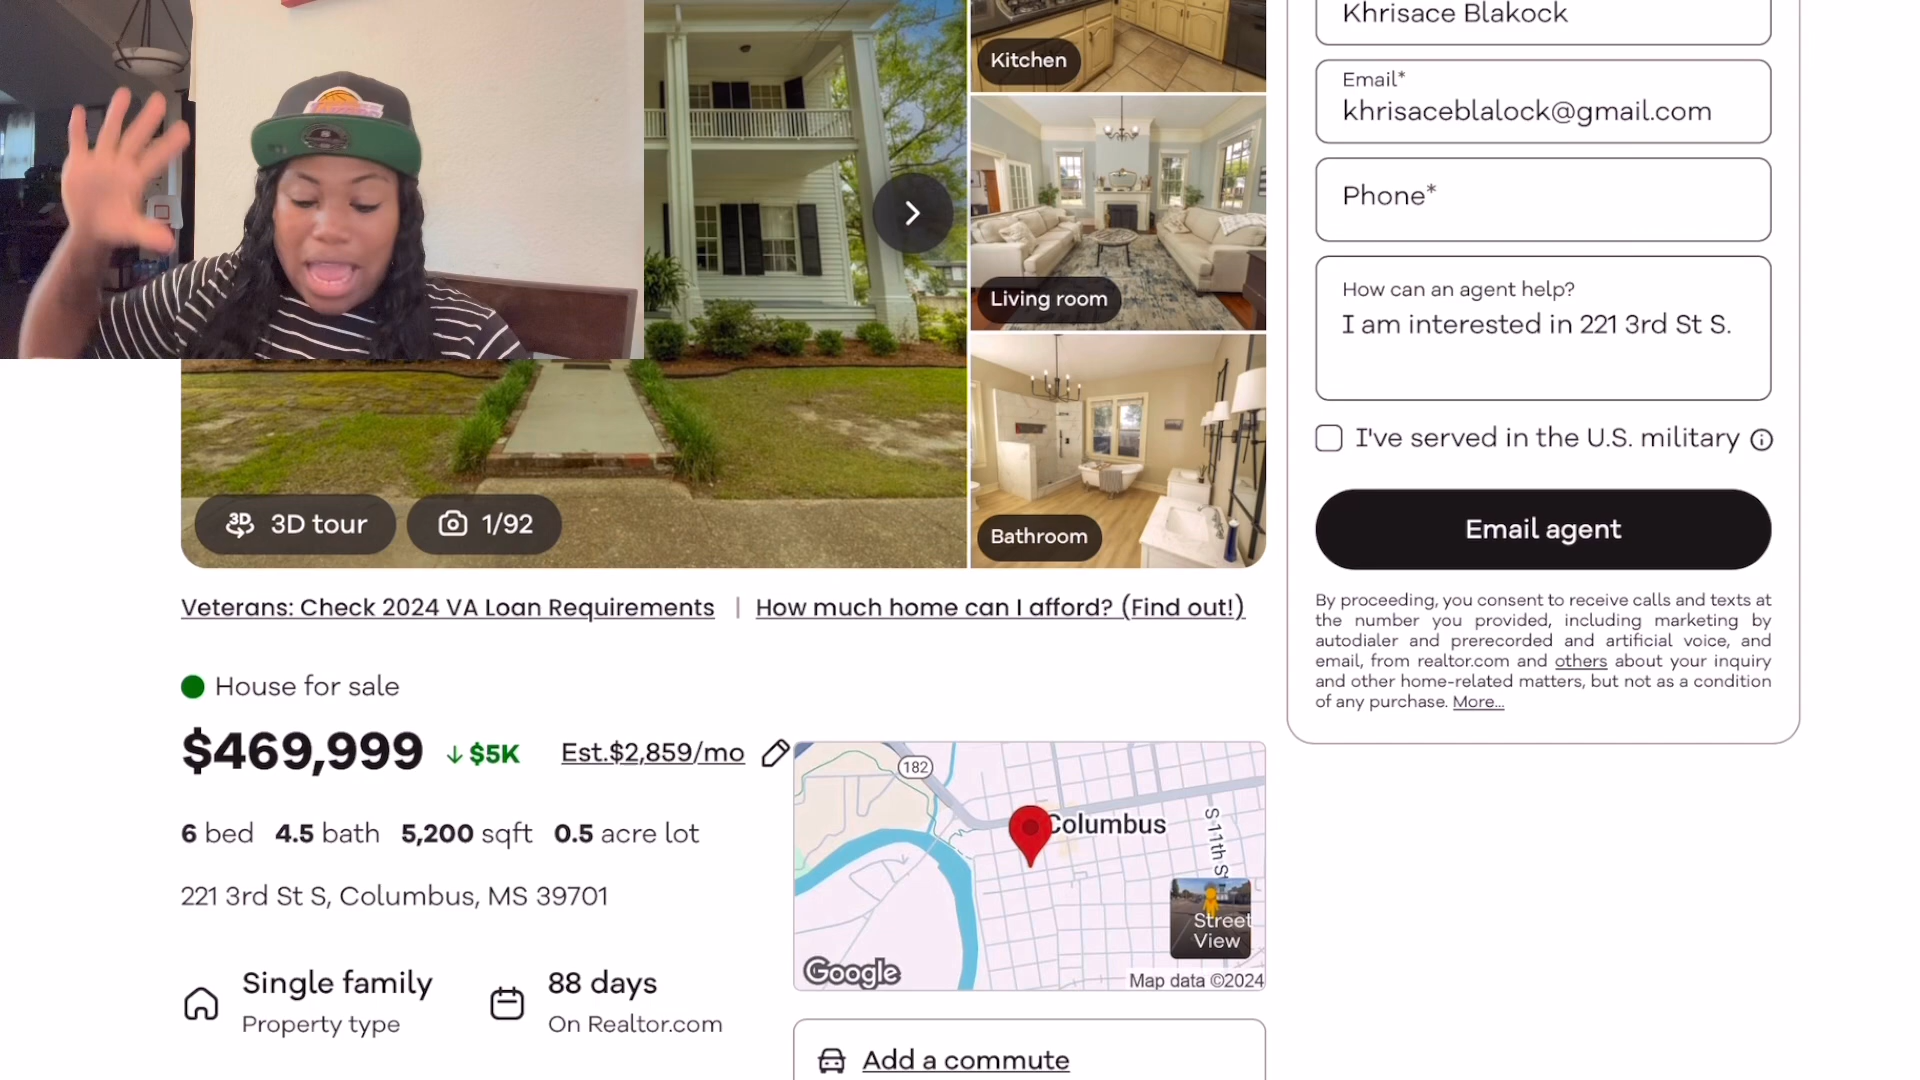 Kitchen
Living room
Bathroom
3D tour
1/92
Veterans: Check 2024 VA Loan Requirements | How much home can I afford? (Find out!)
House for sale
$469,999
$5K
Est.$2,859/mo
6 bed 4.5 bath 5,200 sqft 0.5 acre lot
221 3rd St S, Columbus, MS 39701
Single family
Property type
88 days
On Realtor.com
182
Columbus
S 11th St
Street
View
Google
Map data ©2024
Add a commute
Khrisace Blakock
Email*
khrisaceblalock@gmail.com
Phone*
How can an agent help?
I am interested in 221 3rd St S.
I've served in the U.S. military
Email agent
By proceeding, you consent to receive calls and texts at
the number you provided, including marketing by
autodialer and prerecorded and artificial voice, and
email, from realtor.com and others about your inquiry
and other home-related matters, but not as a condition
of any purchase. More...